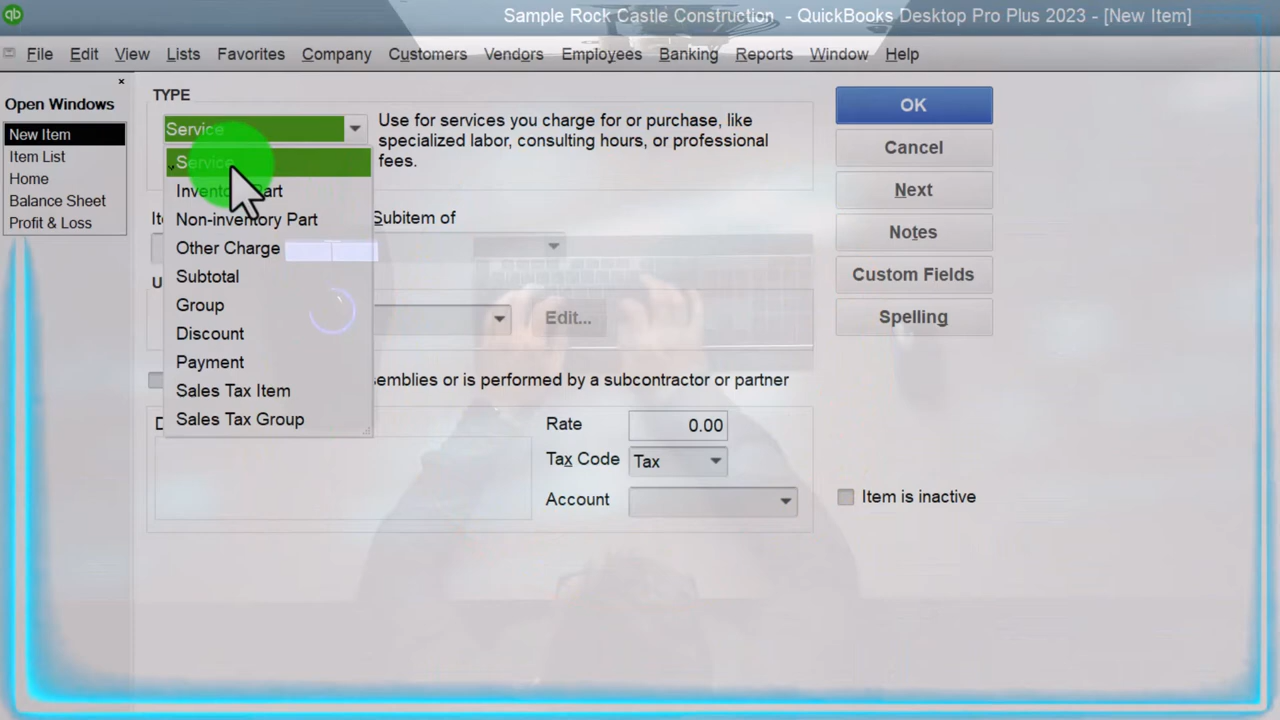 qb
Sample Rock Castle Construction - QuickBooks Desktop Pro Plus 2023 - [New Item]
File Edit View Lists Favorites Company Customers Vendors Employees Banking Reports Window Help
Open Windows
New Item
Item List
Home
Balance Sheet
Profit & Loss
TYPE
Service
Use for services you charge for or purchase, like
specialized labor, consulting hours, or professional
fees.
Service
Inventory Part
Non-inventory Part
Other Charge
Subtotal
Group
Discount
Payment
Sales Tax Item
Sales Tax Group
Subitem of
Edit...
emblies or is performed by a subcontractor or partner
Rate 0.00
Tax Code Tax
Account
OK
Cancel
Next
Notes
Custom Fields
Spelling
Item is inactive